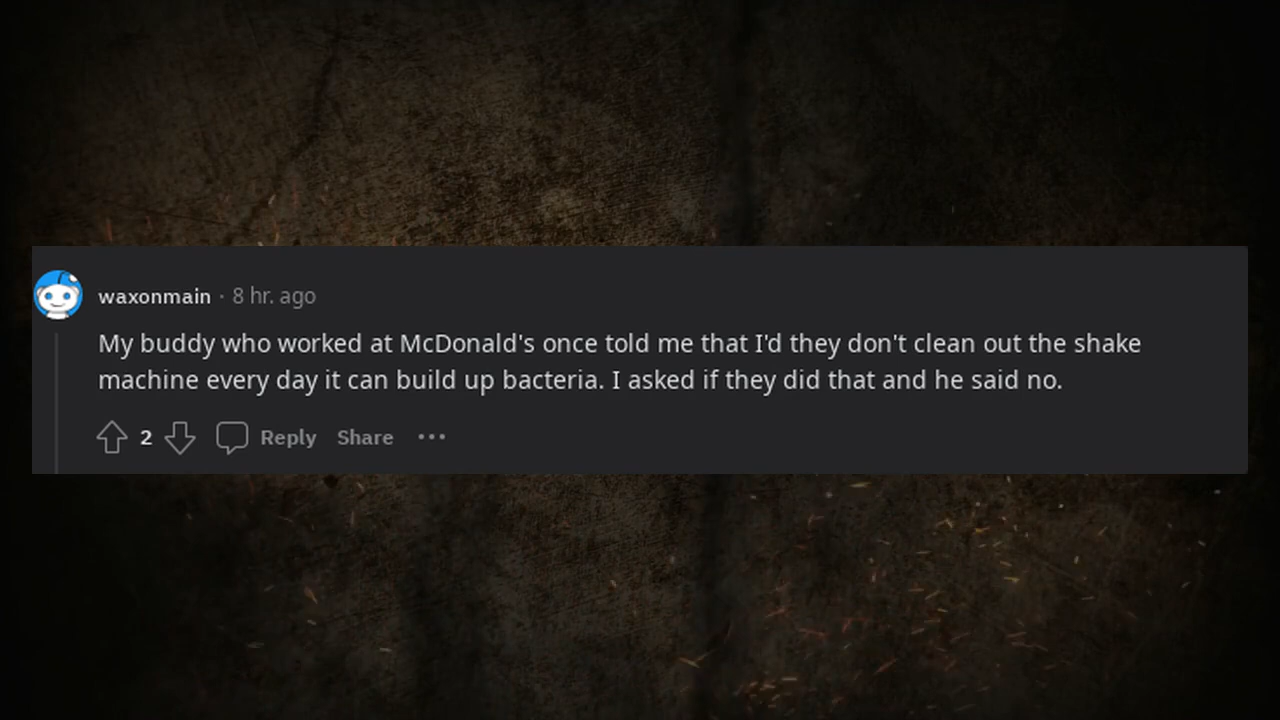 waxonmain · 8 hr. ago
My buddy who worked at McDonald's once told me that I'd they don't clean out the shake
machine every day it can build up bacteria. I asked if they did that and he said no.
2 Reply Share •••